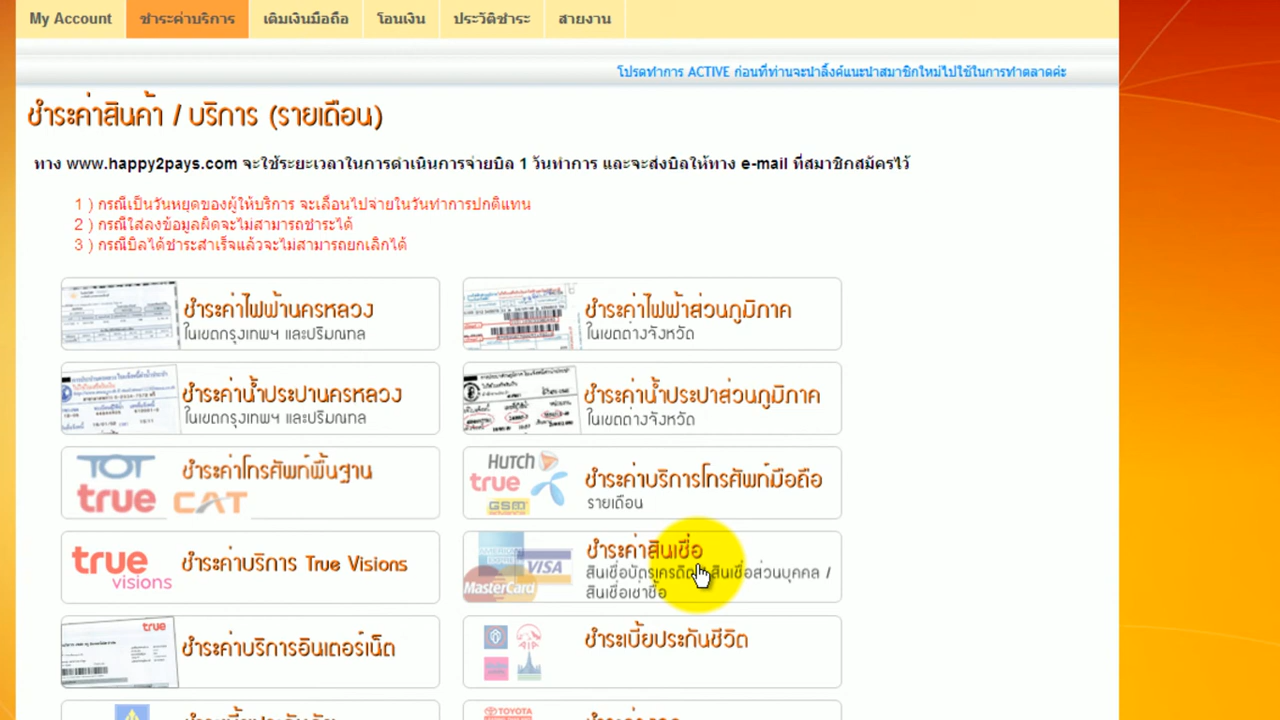 My Account ชำระค่าบริการ เติมเงินมือถือ โอนเงิน ประวัติชำระ สายงาน
โปรดทำการ ACTIVE ก่อนที่ท่านจะนำลิ้งค์แนะนำสมาชิกใหม่ไปใช้ในการทำตลาดค่ะ
ชำระค่าสินค้า / บริการ (รายเดือน)
ทาง www.happy2pays.com จะใช้ระยะเวลาในการดำเนินการจ่ายบิล 1 วันทำการ และจะส่งบิลให้ทาง e-mail ที่สมาชิกสมัครไว้
1 ) กรณีเป็นวันหยุดของผู้ให้บริการ จะเลื่อนไปจ่ายในวันทำการปกติแทน
2 ) กรณีใส่ลงข้อมูลผิดจะไม่สามารถชำระได้
3 ) กรณีบิลได้ชำระสำเร็จแล้วจะไม่สามารถยกเลิกได้
ชำระค่าไฟฟ้านครหลวง
ในเขตกรุงเทพฯ และปริมณฑล
ชำระค่าไฟฟ้าส่วนภูมิภาค
ในเขตต่างจังหวัด
ชำระค่าน้ำประปานครหลวง
ในเขตกรุงเทพฯ และปริมณฑล
ชำระค่าน้ำประปาส่วนภูมิภาค
ในเขตต่างจังหวัด
TOT
true
CAT
ชำระค่าโทรศัพท์พื้นฐาน
HUTCH
true
GSM
ชำระค่าบริการโทรศัพท์มือถือ
รายเดือน
true
visions
ชำระค่าบริการ True Visions
AMERICAN
VISA
MasterCard
ชำระค่าสินเชื่อ
สินเชื่อบัตรเครดิต สินเชื่อส่วนบุคคล /
สินเชื่อเช่าซื้อ
true
ชำระค่าบริการอินเตอร์เน็ต
AIP
ชำระเบี้ยประกันชีวิต
TOYOTA